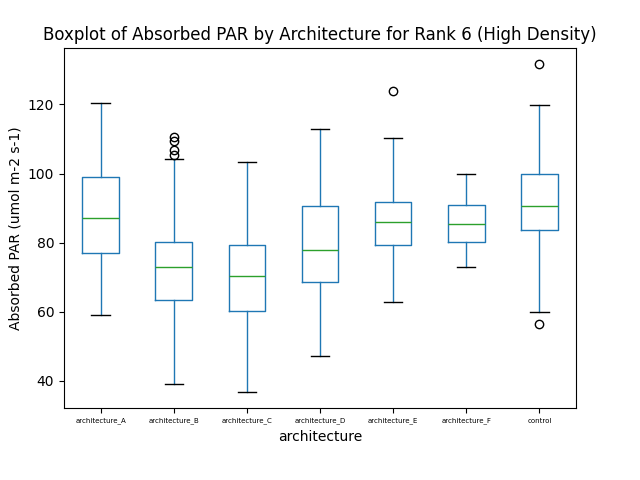 Boxplot of Absorbed PAR by Architecture for Rank 6 (High Density)
Absorbed PAR (umol m-2 s-1)
120
100
80
60
40
architecture_A architecture_B architecture_C architecture_D architecture_E architecture_F control
architecture